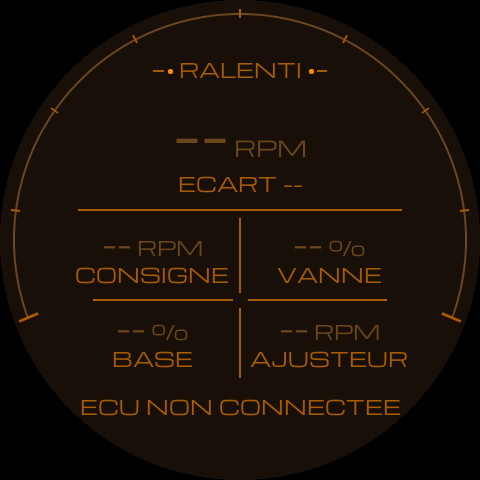 RALENTI
-- RPM
ECART --
-- RPM -- %
CONSIGNE VANNE
-- % -- RPM
BASE AJUSTEUR
ECU NON CONNECTEE